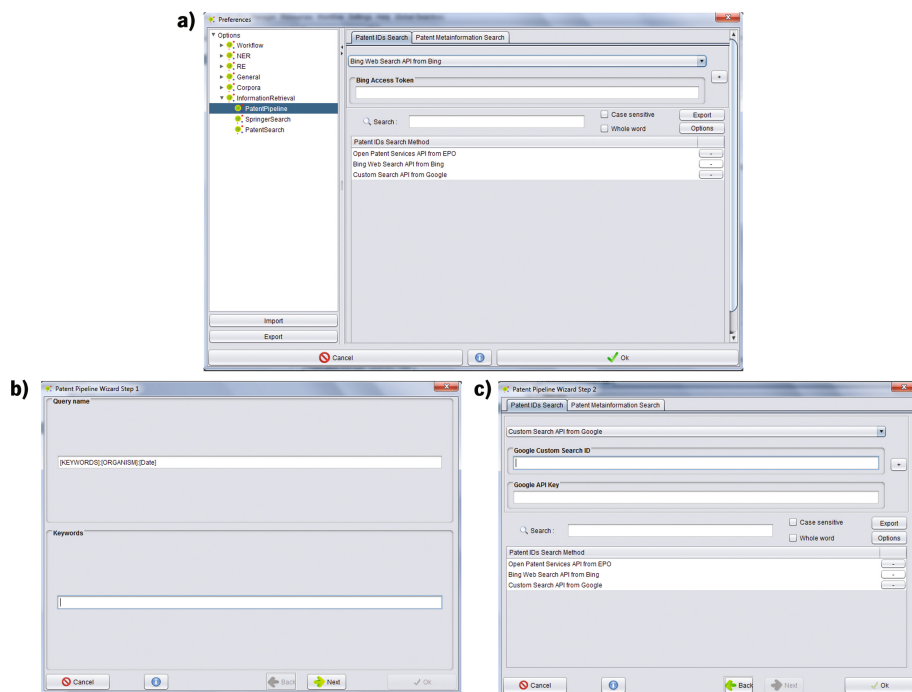 a)
Preferences
Options
Workflow
NER
RE
General
Corpora
InformationRetrieval
PatentPipeline
SpringerSearch
PatentSearch
Import
Export
Patent IDs Search Patent Metainformation Search
Bing Web Search API from Bing
Bing Access Token
+
Search :
Case sensitive
Whole word
Export
Options
Patent IDs Search Method
Open Patent Services API from EPO -
Bing Web Search API from Bing -
Custom Search API from Google -
Cancel
Ok
b)
Patent Pipeline Wizard Step 1
Query name
[KEYWORDS]:[ORGANISM]:[Date]
Keywords
Cancel
Back
Next
Ok
c)
Patent Pipeline Wizard Step 2
Patent IDs Search Patent Metainformation Search
Custom Search API from Google
Google Custom Search ID
+
Google API Key
Search :
Case sensitive
Whole word
Export
Options
Patent IDs Search Method
Open Patent Services API from EPO -
Bing Web Search API from Bing -
Custom Search API from Google -
Cancel
Back
Next
Ok